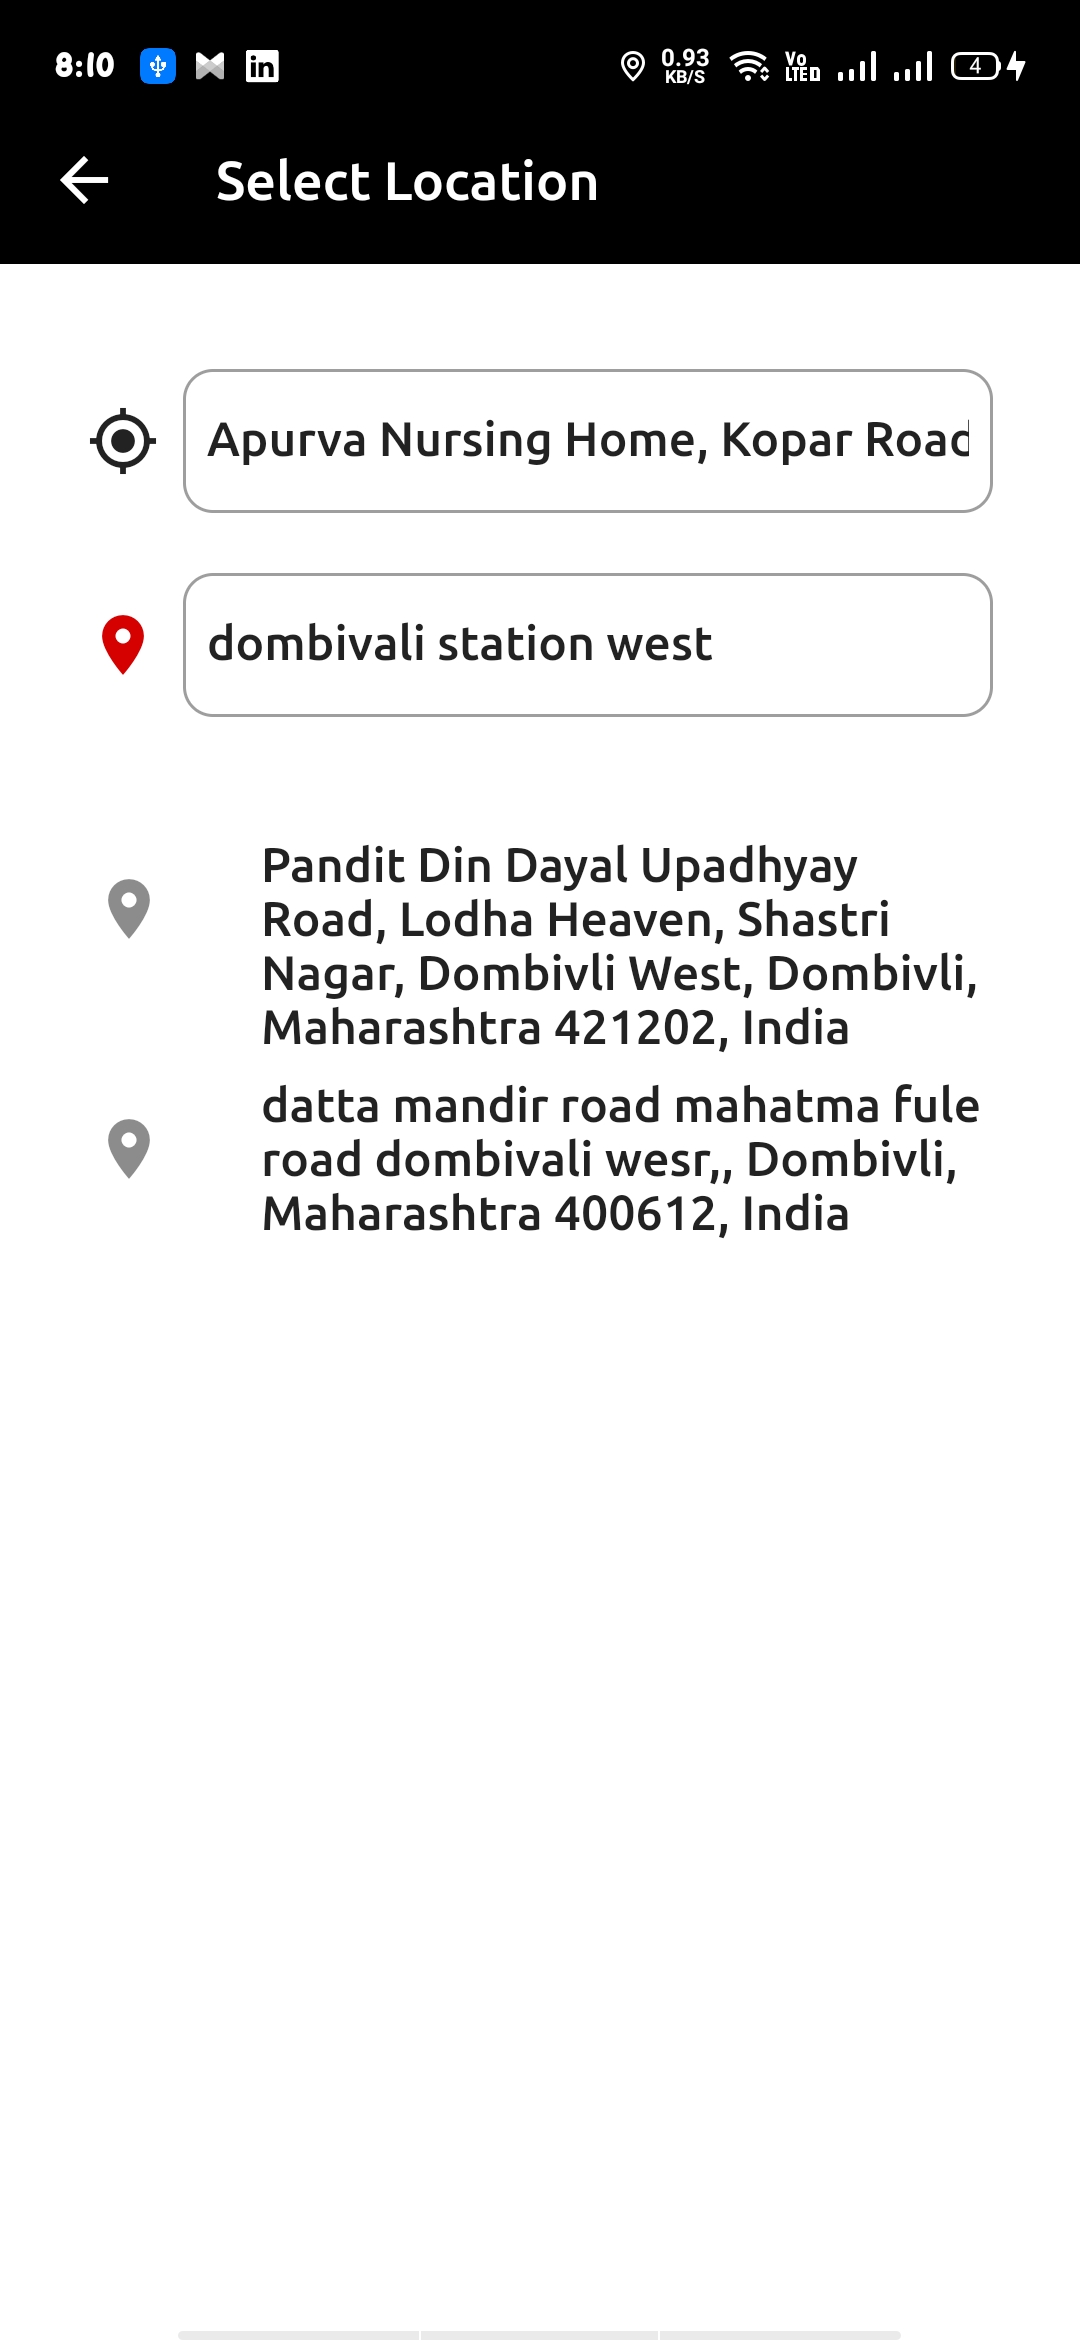 8:10 in 0.93 KB/S Vo LTE D 4
Select Location
Apurva Nursing Home, Kopar Road
dombivali station west
Pandit Din Dayal Upadhyay
Road, Lodha Heaven, Shastri
Nagar, Dombivli West, Dombivli,
Maharashtra 421202, India
datta mandir road mahatma fule
road dombivali wesr,, Dombivli,
Maharashtra 400612, India